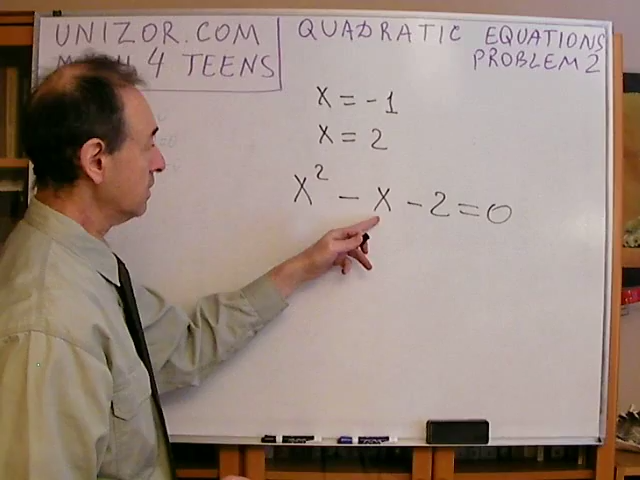 UNIZOR.COM
MATH 4 TEENS
QUADRATIC EQUATIONS
PROBLEM 2
X = -1
X = 2
X² - X - 2 = 0